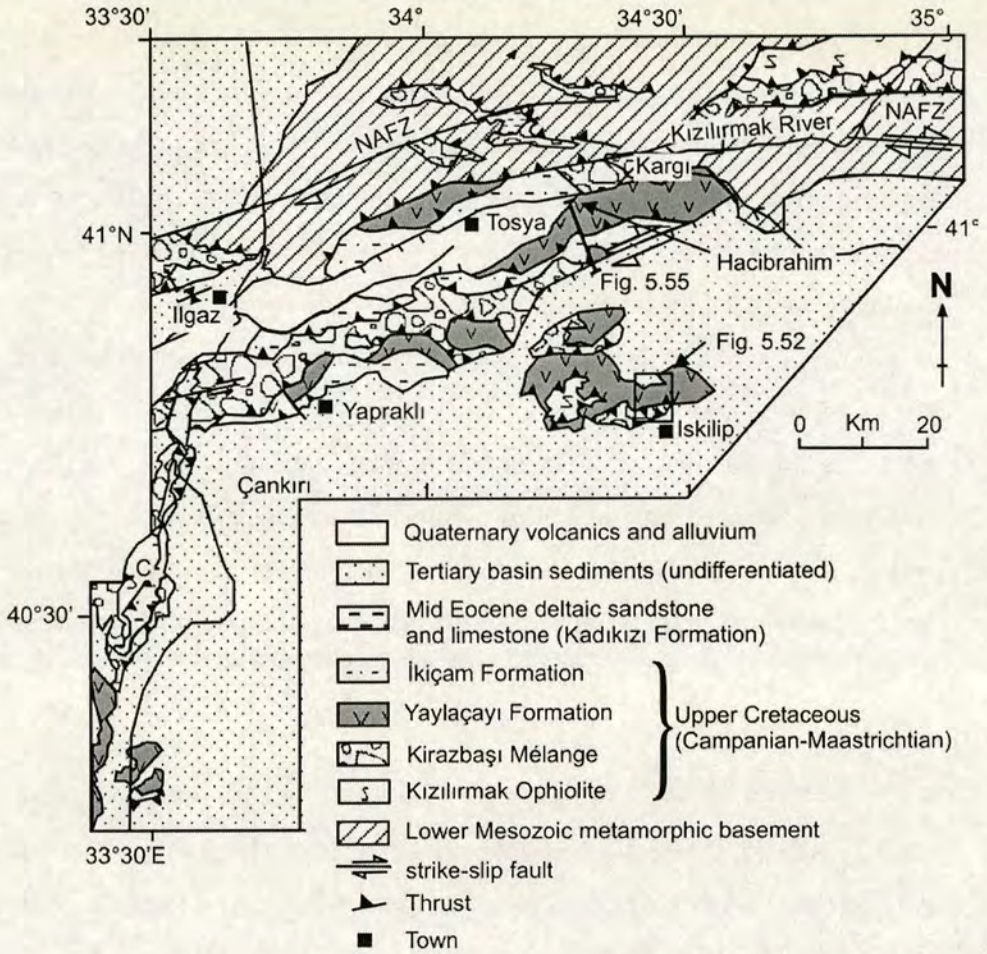 33°30' 34° 34°30' 35°
NAFZ
NAFZ
Kızılırmak River
Kargı
Tosya
41°N
41°
Hacibrahim
Fig. 5.55
Ilgaz
N
Fig. 5.52
Yapraklı
Iskilip
0 Km 20
Çankırı
C
40°30'
33°30'E
Quaternary volcanics and alluvium
Tertiary basin sediments (undifferentiated)
Mid Eocene deltaic sandstone
and limestone (Kadıkızı Formation)
İkiçam Formation
Yaylaçayı Formation
Kirazbaşı Mélange
Kızılırmak Ophiolite
Upper Cretaceous
(Campanian-Maastrichtian)
Lower Mesozoic metamorphic basement
strike-slip fault
Thrust
Town